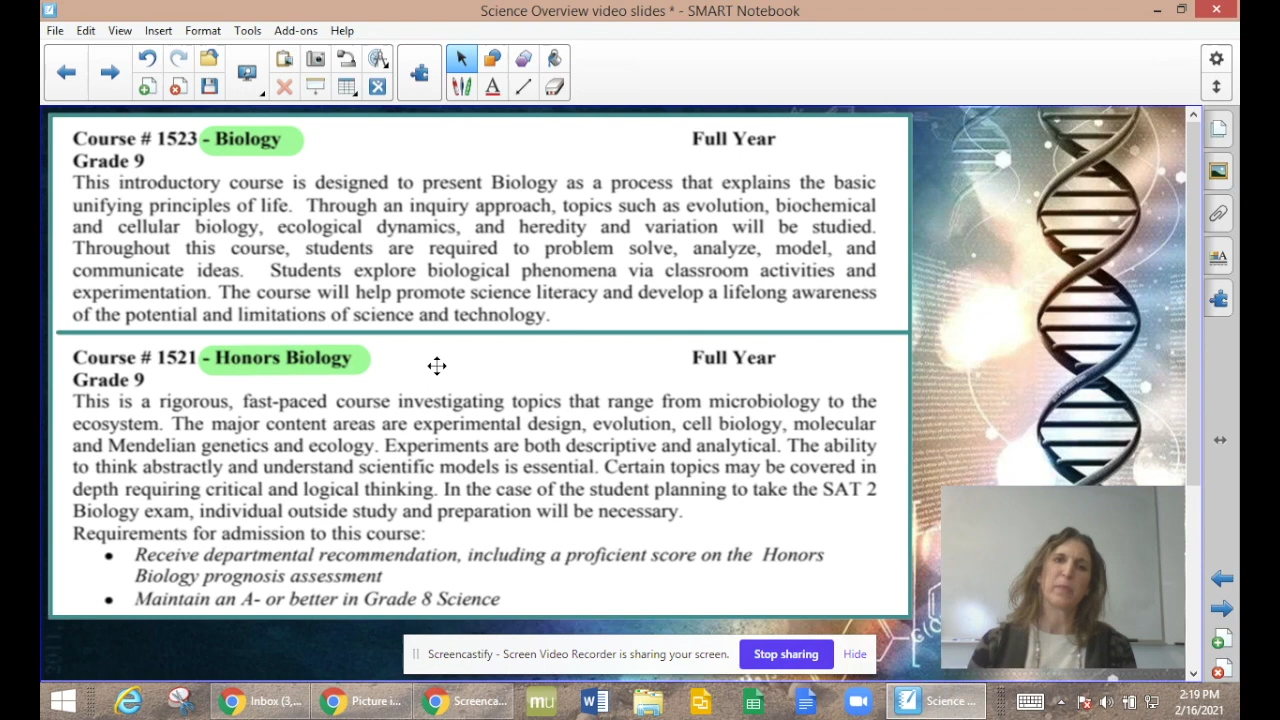 Science Overview video slides * - SMART Notebook
File Edit View Insert Format Tools Add-ons Help
Course # 1523 - Biology Full Year
Grade 9
This introductory course is designed to present Biology as a process that explains the basic
unifying principles of life. Through an inquiry approach, topics such as evolution, biochemical
and cellular biology, ecological dynamics, and heredity and variation will be studied.
Throughout this course, students are required to problem solve, analyze, model, and
communicate ideas. Students explore biological phenomena via classroom activities and
experimentation. The course will help promote science literacy and develop a lifelong awareness
of the potential and limitations of science and technology.
Course # 1521 - Honors Biology Full Year
Grade 9
This is a rigorous, fast-paced course investigating topics that range from microbiology to the
ecosystem. The major content areas are experimental design, evolution, cell biology, molecular
and Mendelian genetics and ecology. Experiments are both descriptive and analytical. The ability
to think abstractly and understand scientific models is essential. Certain topics may be covered in
depth requiring critical and logical thinking. In the case of the student planning to take the SAT 2
Biology exam, individual outside study and preparation will be necessary.
Requirements for admission to this course:
• Receive departmental recommendation, including a proficient score on the Honors
Biology prognosis assessment
• Maintain an A- or better in Grade 8 Science
Screencastify - Screen Video Recorder is sharing your screen. Stop sharing Hide
Inbox (3,... Picture i... Screenca... mu Science ... 2:19 PM
2/16/2021